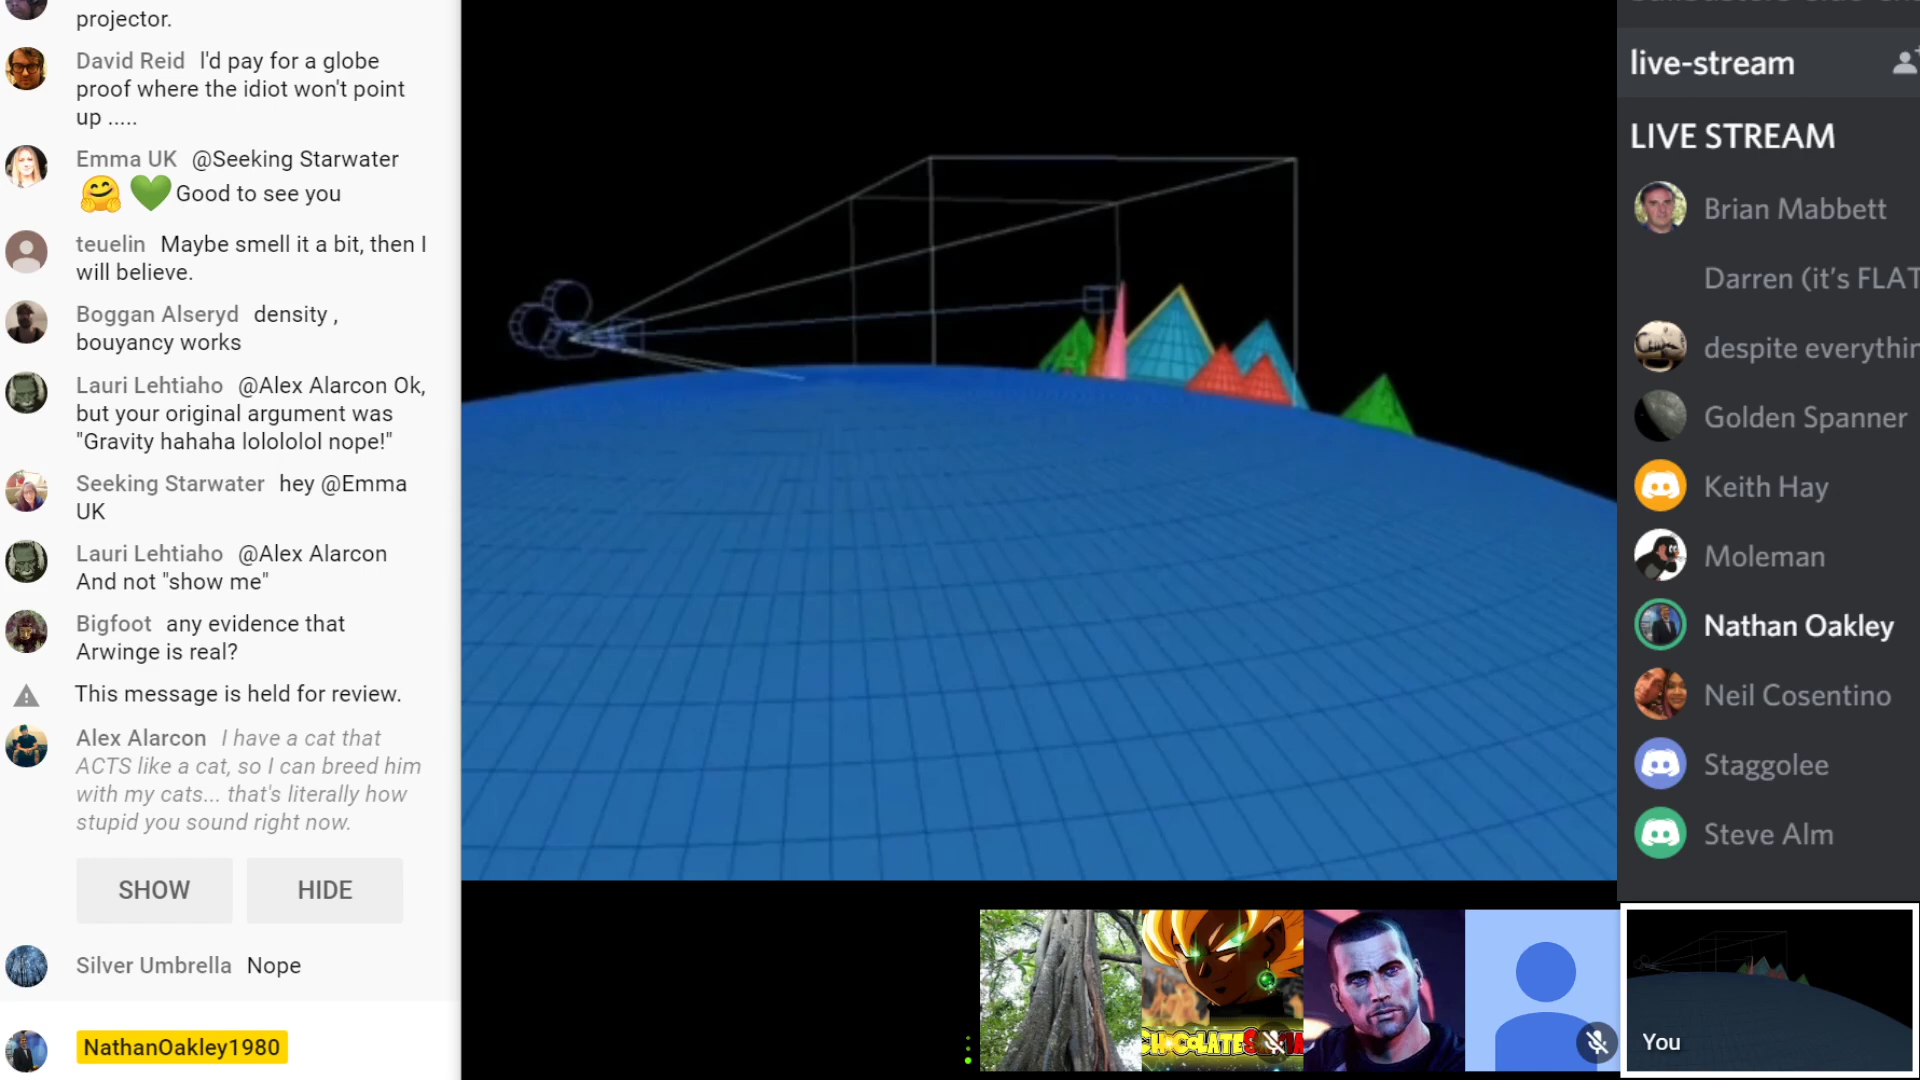 projector.
David Reid I'd pay for a globe
proof where the idiot won't point
up .....
Emma UK @Seeking Starwater
🤗 💚 Good to see you
teuelin Maybe smell it a bit, then I
will believe.
Boggan Alseryd density ,
bouyancy works
Lauri Lehtiaho @Alex Alarcon Ok,
but your original argument was
"Gravity hahaha lolololol nope!"
Seeking Starwater hey @Emma
UK
Lauri Lehtiaho @Alex Alarcon
And not "show me"
Bigfoot any evidence that
Arwinge is real?
This message is held for review.
Alex Alarcon I have a cat that
ACTS like a cat, so I can breed him
with my cats... that's literally how
stupid you sound right now.
SHOW HIDE
Silver Umbrella Nope
NathanOakley1980
live-stream
LIVE STREAM
Brian Mabbett
Darren (it's FLAT
despite everythin
Golden Spanner
Keith Hay
Moleman
Nathan Oakley
Neil Cosentino
Staggolee
Steve Alm
You